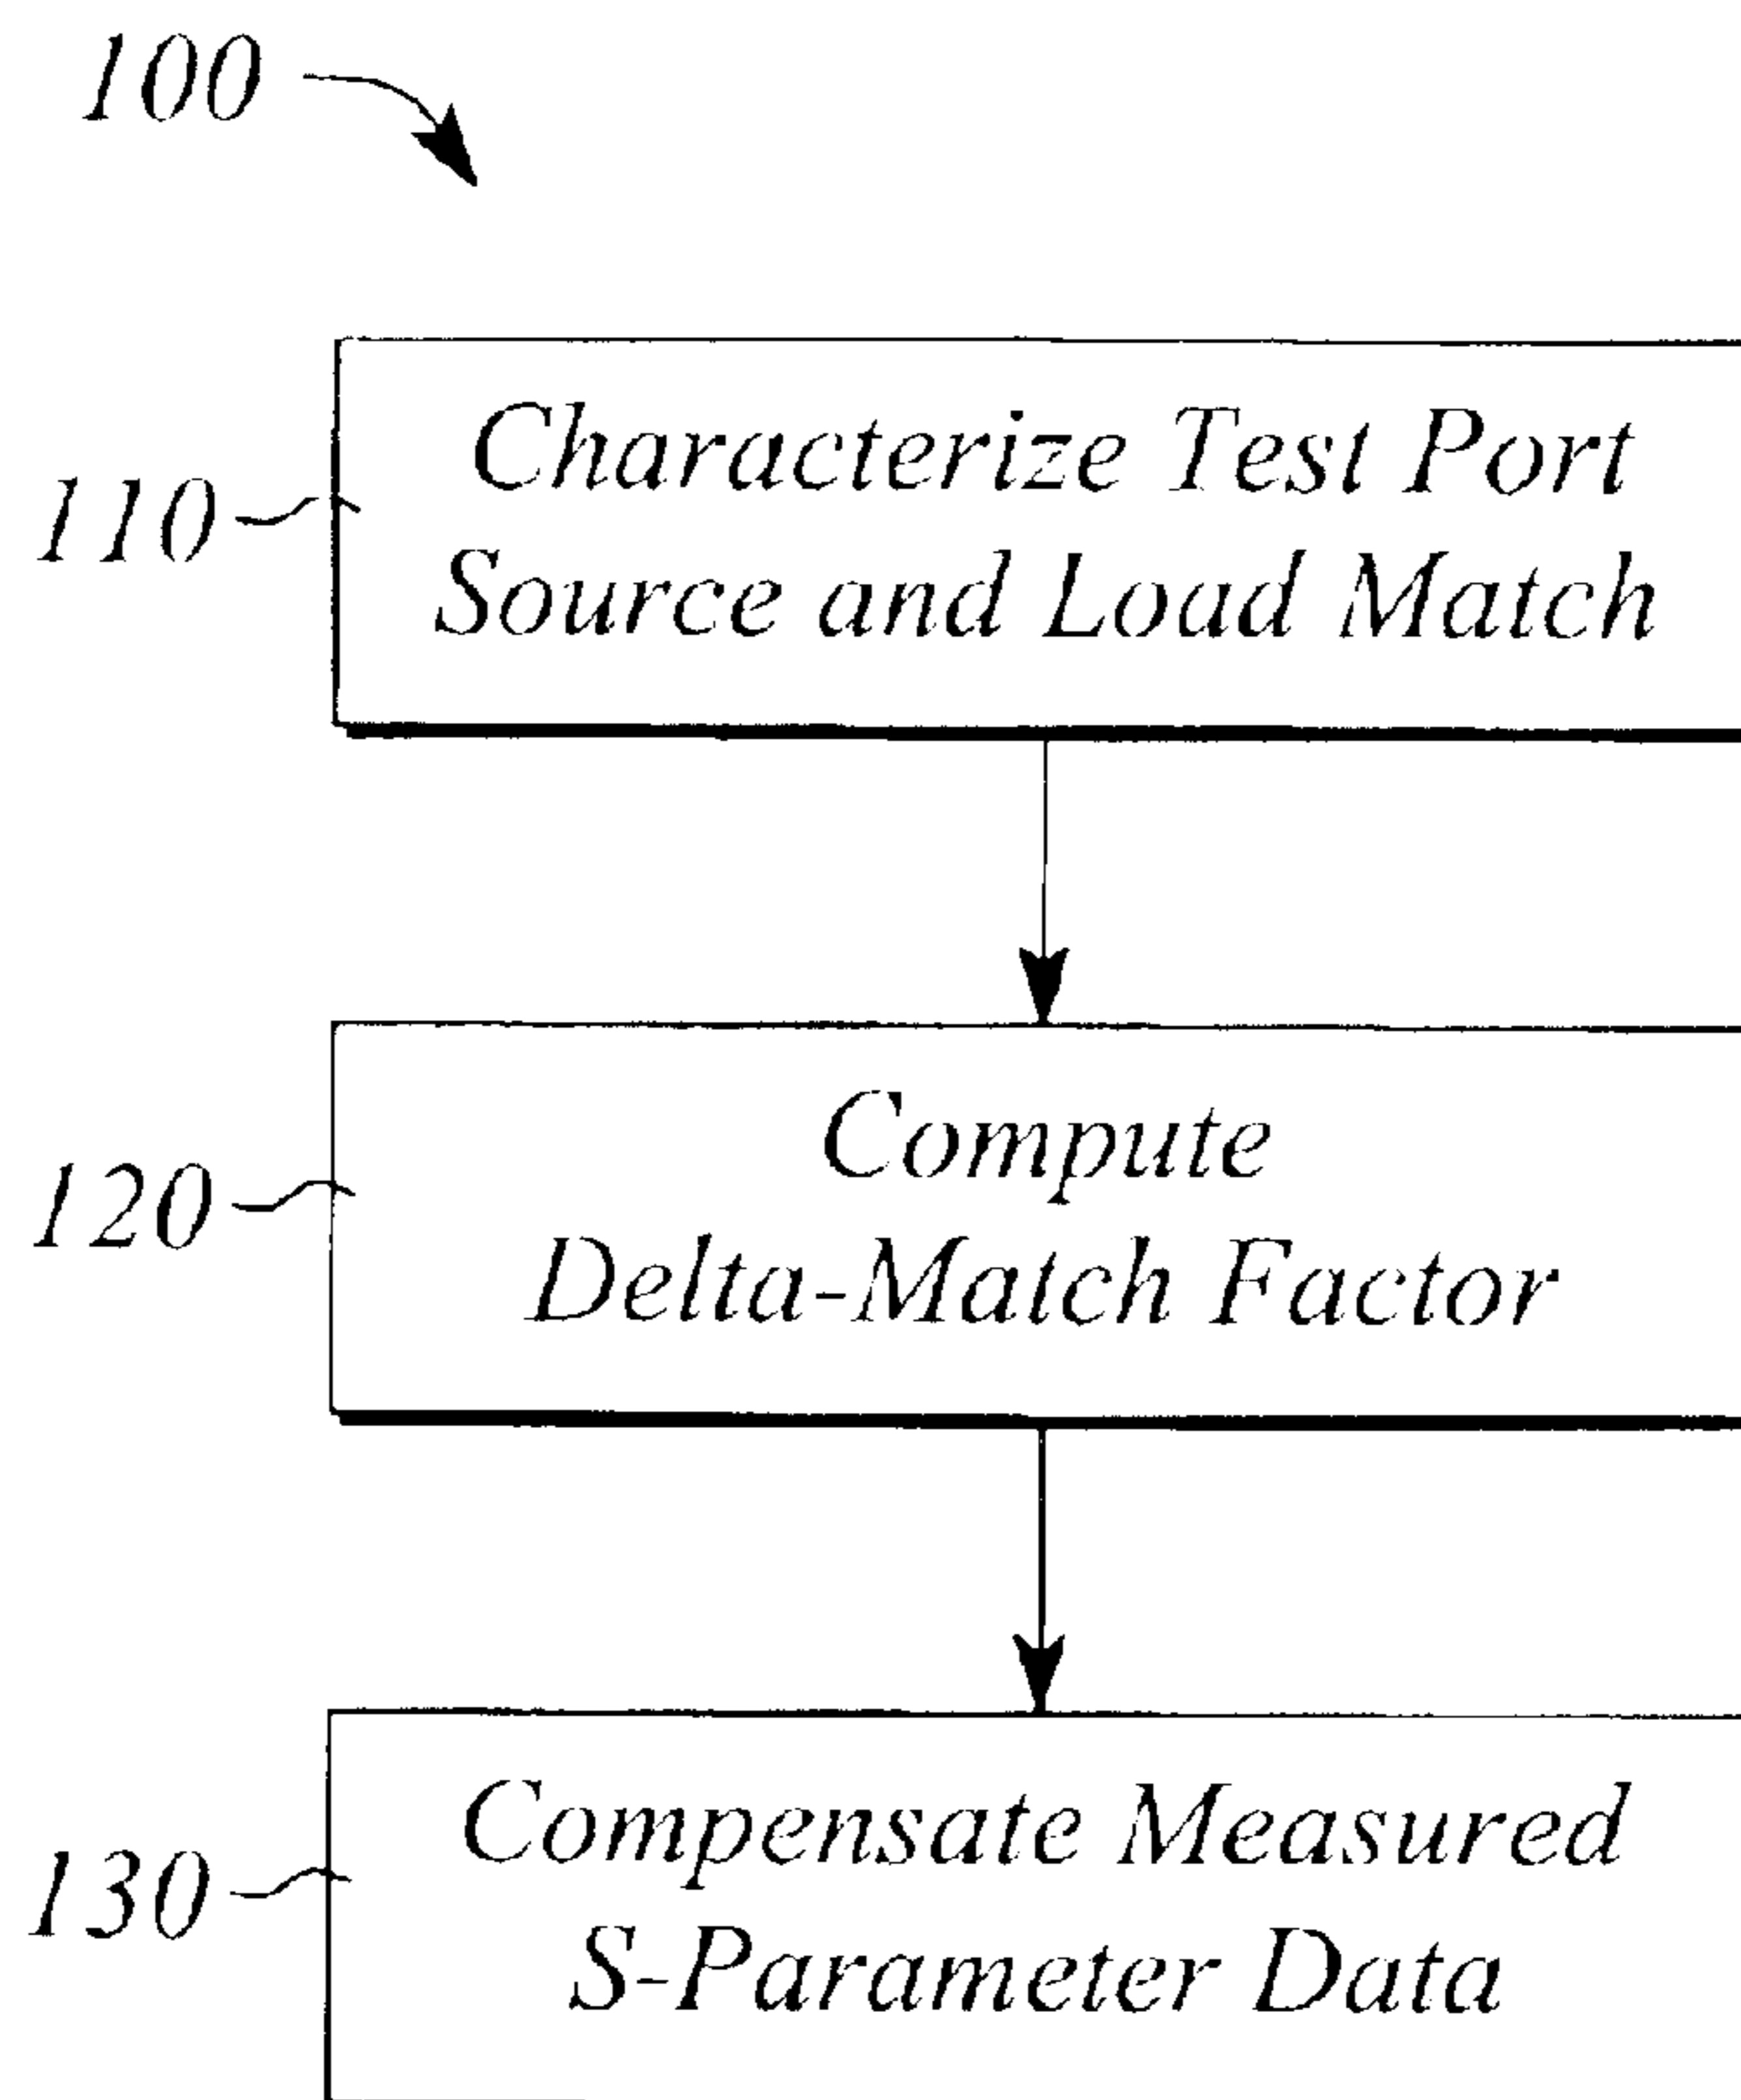 100
110
Characterize Test Port
Source and Load Match
120
Compute
Delta-Match Factor
130
Compensate Measured
S-Parameter Data